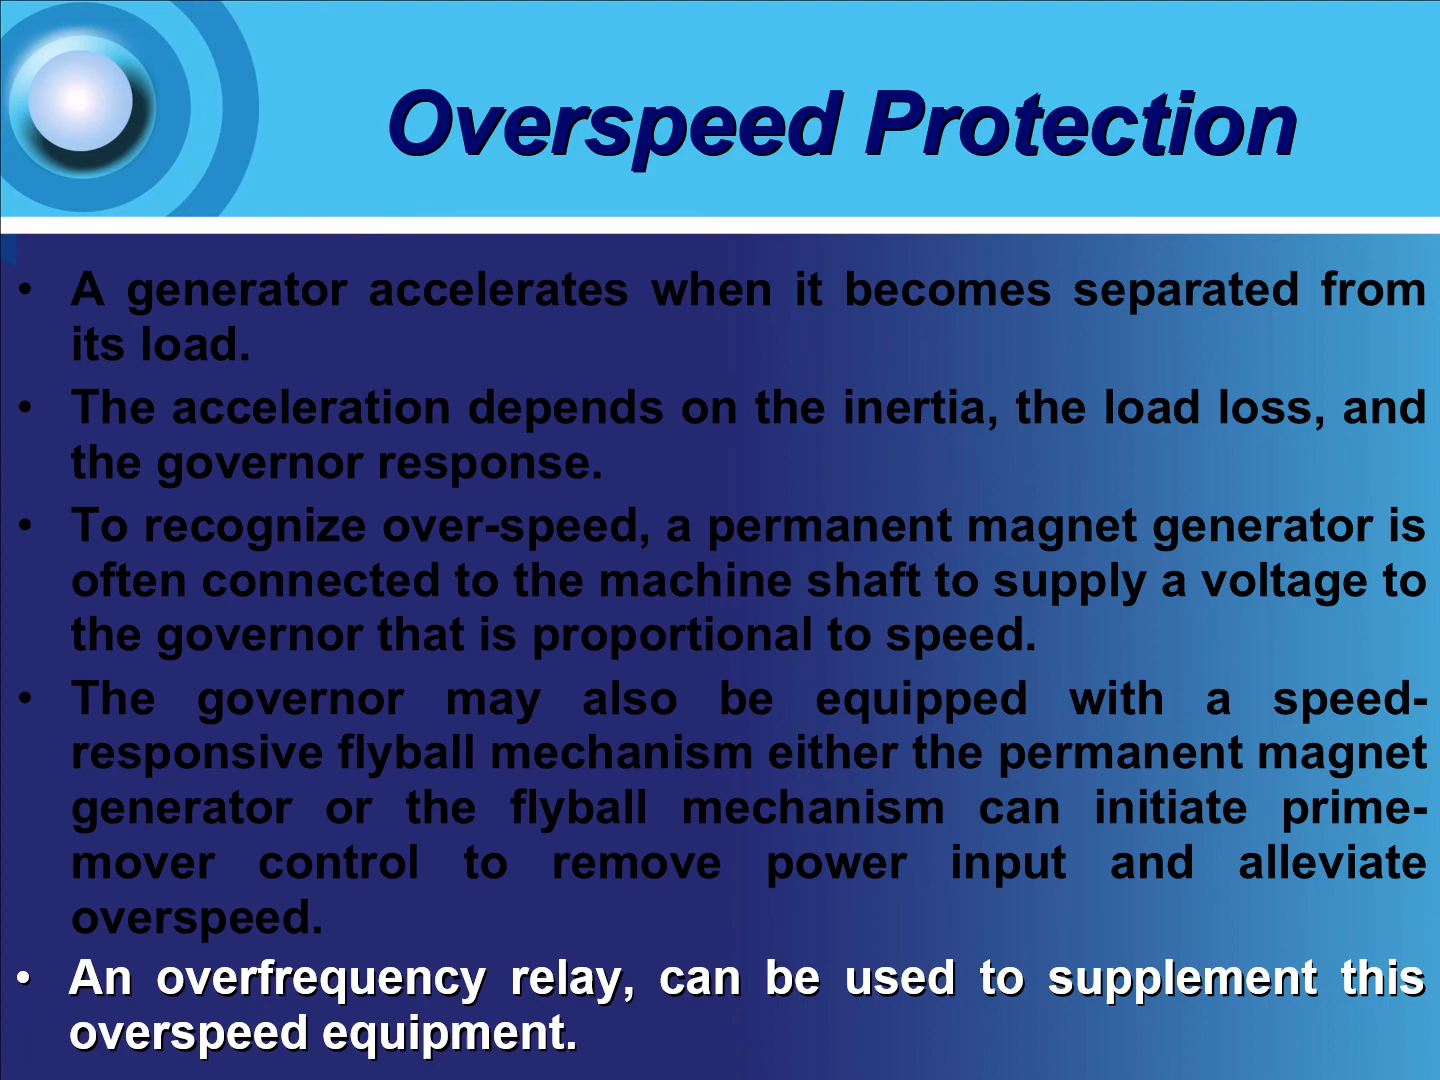 Overspeed Protection
• A generator accelerates when it becomes separated from
its load.
• The acceleration depends on the inertia, the load loss, and
the governor response.
• To recognize over-speed, a permanent magnet generator is
often connected to the machine shaft to supply a voltage to
the governor that is proportional to speed.
• The governor may also be equipped with a speed-
responsive flyball mechanism either the permanent magnet
generator or the flyball mechanism can initiate prime-
mover control to remove power input and alleviate
overspeed.
• An overfrequency relay, can be used to supplement this
overspeed equipment.